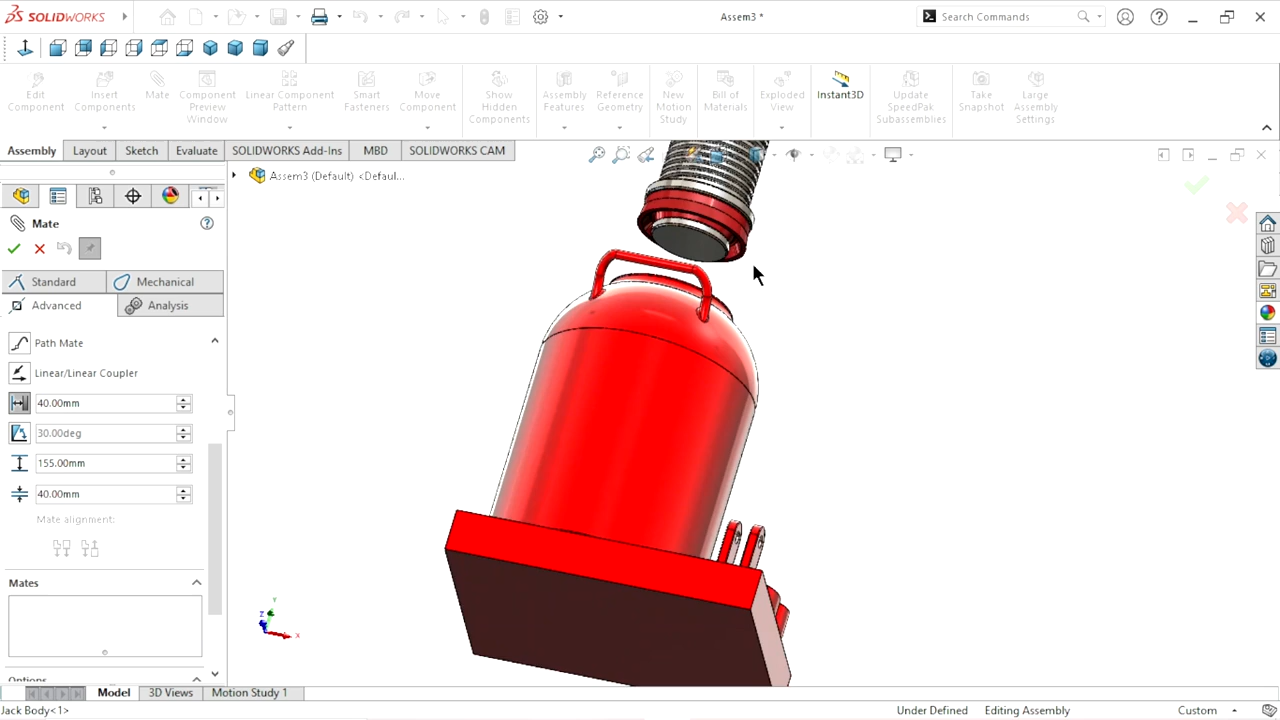 SOLIDWORKS
Assem3 *
Search Commands
Edit Component
Insert Components
Mate
Component Preview Window
Linear Component Pattern
Smart Fasteners
Move Component
Show Hidden Components
Assembly Features
Reference Geometry
New Motion Study
Bill of Materials
Exploded View
Instant3D
Update SpeedPak Subassemblies
Take Snapshot
Large Assembly Settings
Assembly
Layout
Sketch
Evaluate
SOLIDWORKS Add-Ins
MBD
SOLIDWORKS CAM
Assem3 (Default) <Defaul...
Mate
Standard
Mechanical
Advanced
Analysis
Path Mate
Linear/Linear Coupler
40.00mm
30.00deg
155.00mm
40.00mm
Mate alignment:
Mates
Options
Y
Z
X
Model
3D Views
Motion Study 1
Jack Body<1>
Under Defined
Editing Assembly
Custom